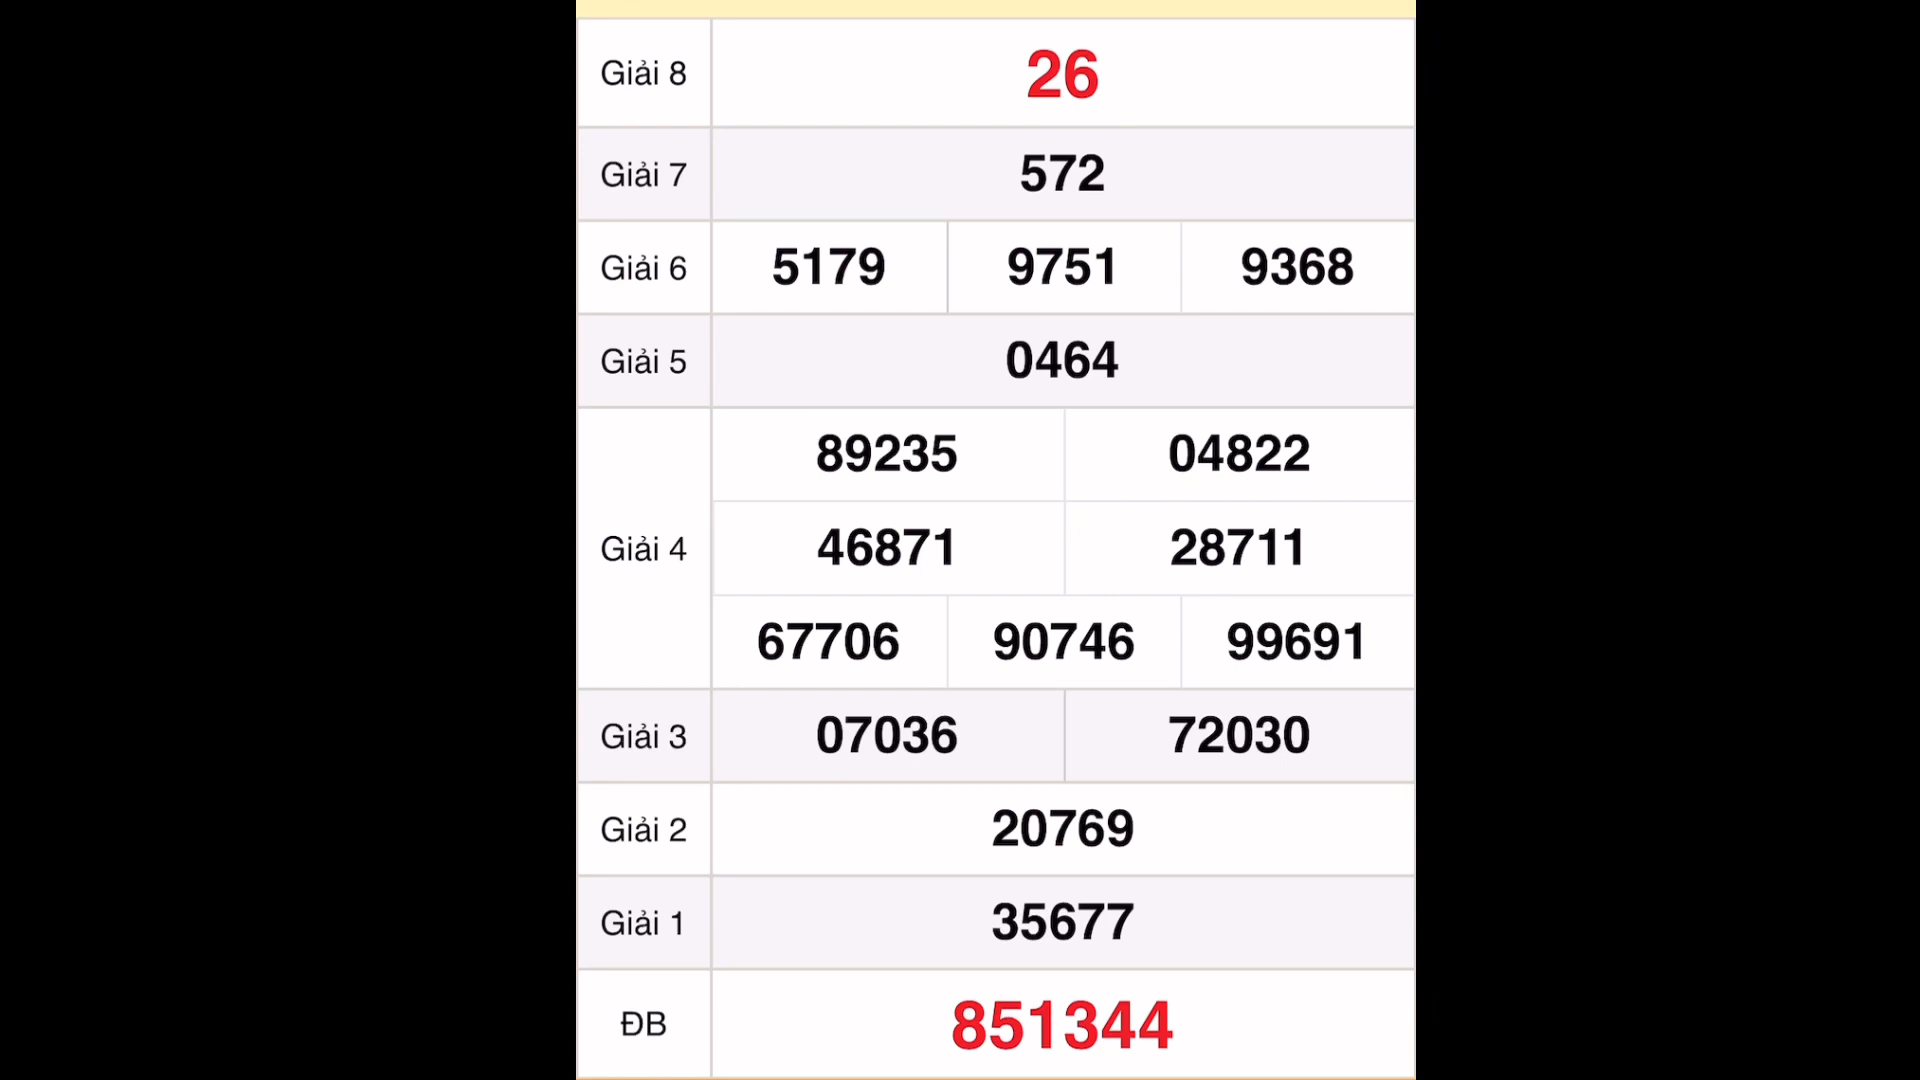 Giải 8 26
Giải 7 572
Giải 6 5179 9751 9368
Giải 5 0464
89235 04822
Giải 4 46871 28711
67706 90746 99691
Giải 3 07036 72030
Giải 2 20769
Giải 1 35677
ĐB 851344